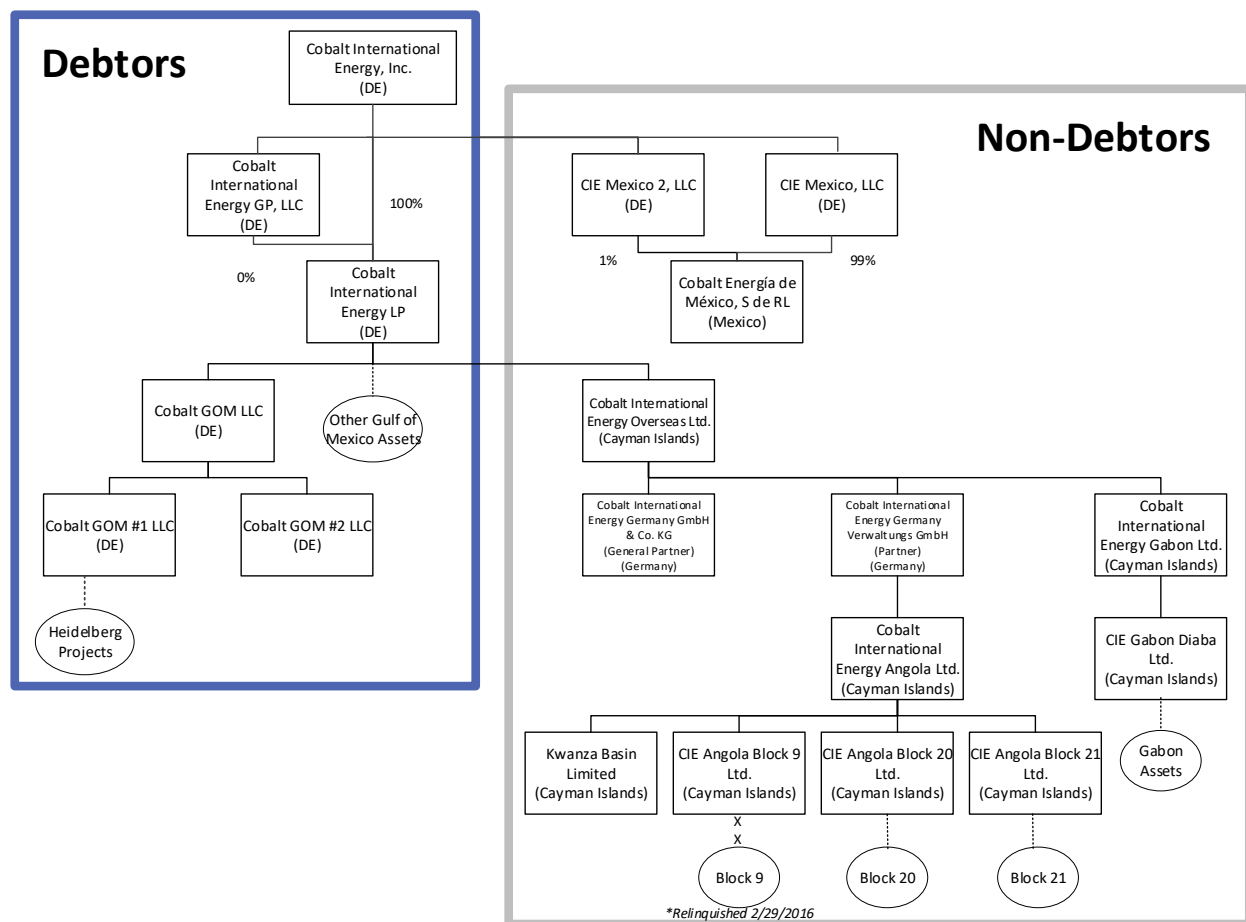 Debtors
Cobalt International
Energy, Inc.
(DE)
Non-Debtors
Cobalt
International
Energy GP, LLC
(DE)
100%
0%
CIE Mexico 2, LLC
(DE)
CIE Mexico, LLC
(DE)
1%
99%
Cobalt
International
Energy LP
(DE)
Cobalt Energía de
México, S de RL
(Mexico)
Cobalt GOM LLC
(DE)
Other Gulf of
Mexico Assets
Cobalt International
Energy Overseas Ltd.
(Cayman Islands)
Cobalt GOM #1 LLC
(DE)
Cobalt GOM #2 LLC
(DE)
Cobalt International
Energy Germany GmbH
& Co. KG
(General Partner)
(Germany)
Cobalt International
Energy Germany
Verwaltungs GmbH
(Partner)
(Germany)
Cobalt
International
Energy Gabon Ltd.
(Cayman Islands)
Heidelberg
Projects
Cobalt
International
Energy Angola Ltd.
(Cayman Islands)
CIE Gabon Diaba
Ltd.
(Cayman Islands)
Kwanza Basin
Limited
(Cayman Islands)
CIE Angola Block 9
Ltd.
(Cayman Islands)
CIE Angola Block 20
Ltd.
(Cayman Islands)
CIE Angola Block 21
Ltd.
(Cayman Islands)
Gabon
Assets
X
X
Block 9
Block 20
Block 21
*Relinquished 2/29/2016